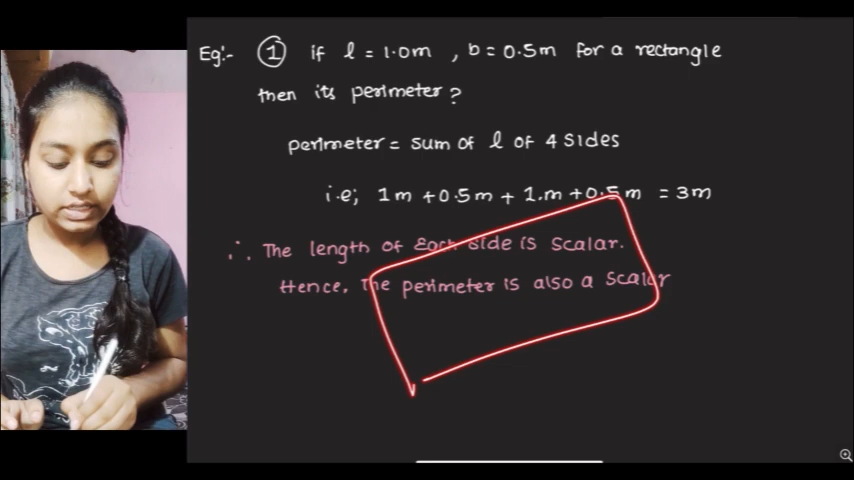 Eg:- ① if l = 1.0m , b = 0.5m for a rectangle
then its perimeter ?
perimeter = sum of l of 4 sides
i.e; 1m + 0.5m + 1.m + 0.5m = 3m
∴ The length of each side is scalar.
Hence, The perimeter is also a scalar